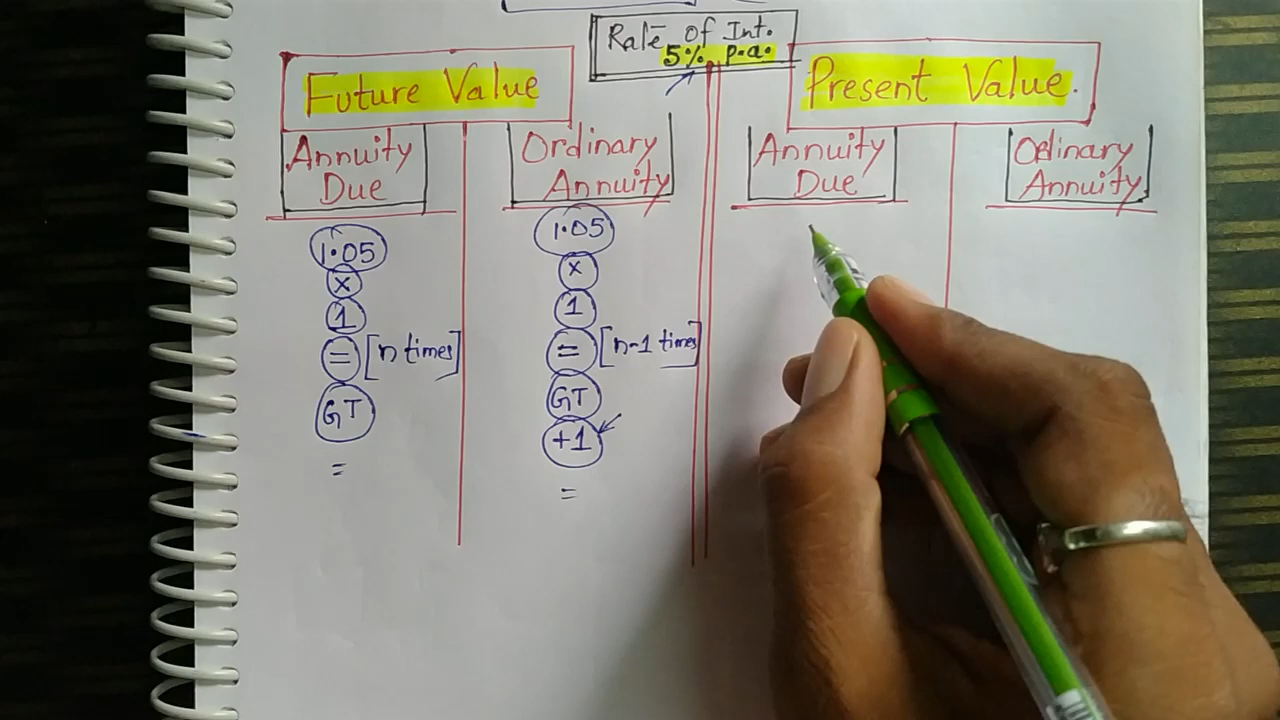 Rate of Int.
5% p.a.
Future Value
Present Value.
Annuity
Due
Ordinary
Annuity
Annuity
Due
Ordinary
Annuity
1.05
x
1
= [n times]
GT
=
1.05
x
1
= [n-1 times]
GT
+1
=